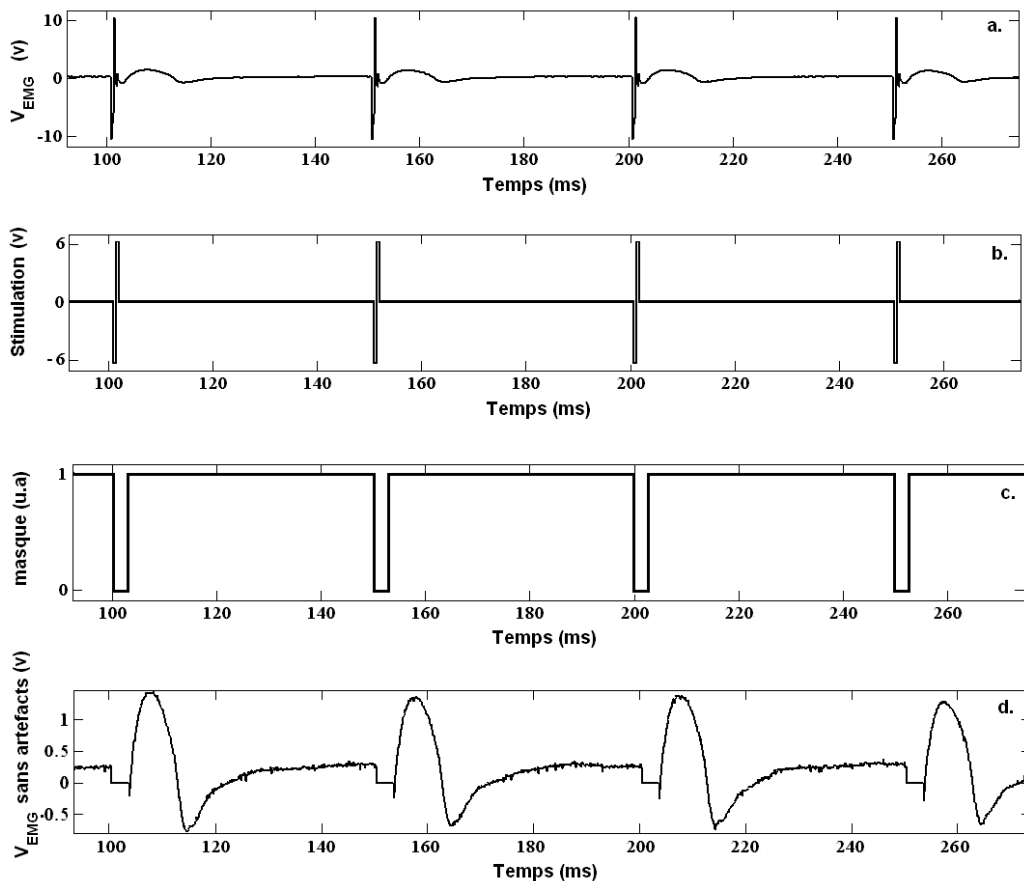 a.
V_EMG (v)
10
0
-10
100 120 140 160 180 200 220 240 260
Temps (ms)
b.
Stimulation (v)
6
0
-6
100 120 140 160 180 200 220 240 260
Temps (ms)
c.
masque (u.a)
1
0
100 120 140 160 180 200 220 240 260
Temps (ms)
d.
V_EMG sans artefacts (v)
1
0.5
0
-0.5
100 120 140 160 180 200 220 240 260
Temps (ms)